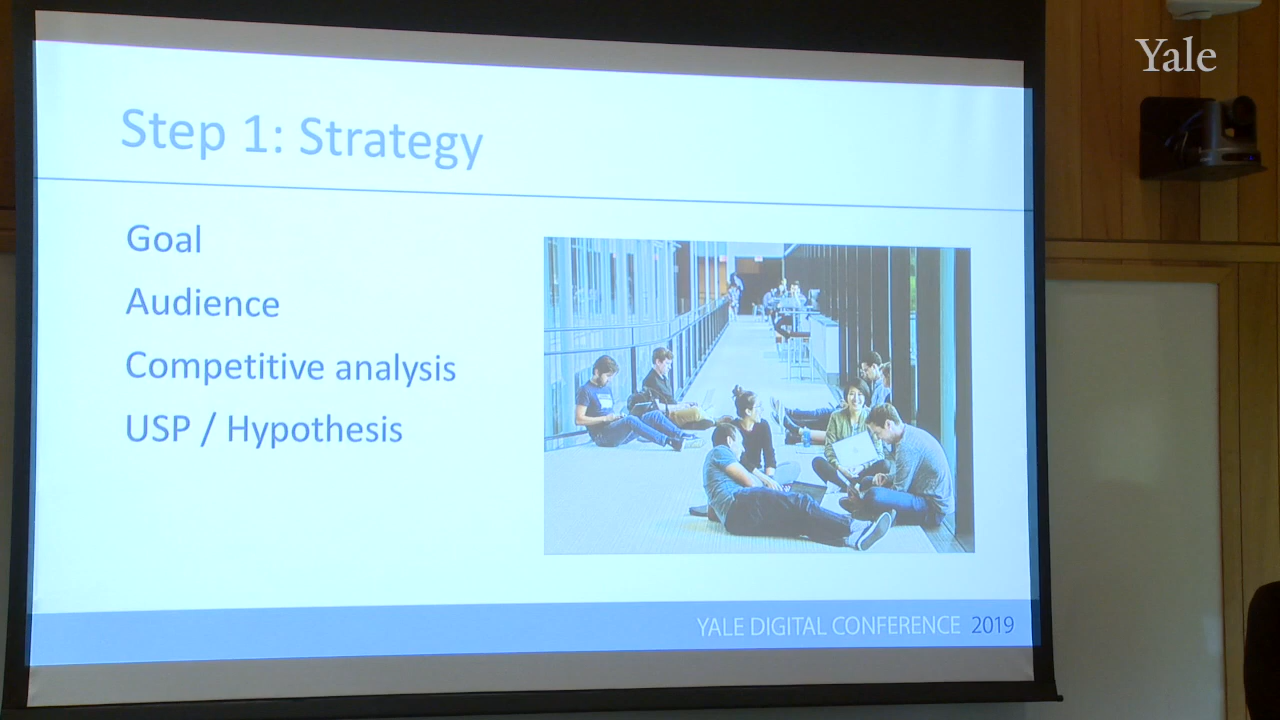 Yale
Step 1: Strategy
Goal
Audience
Competitive analysis
USP / Hypothesis
YALE DIGITAL CONFERENCE 2019